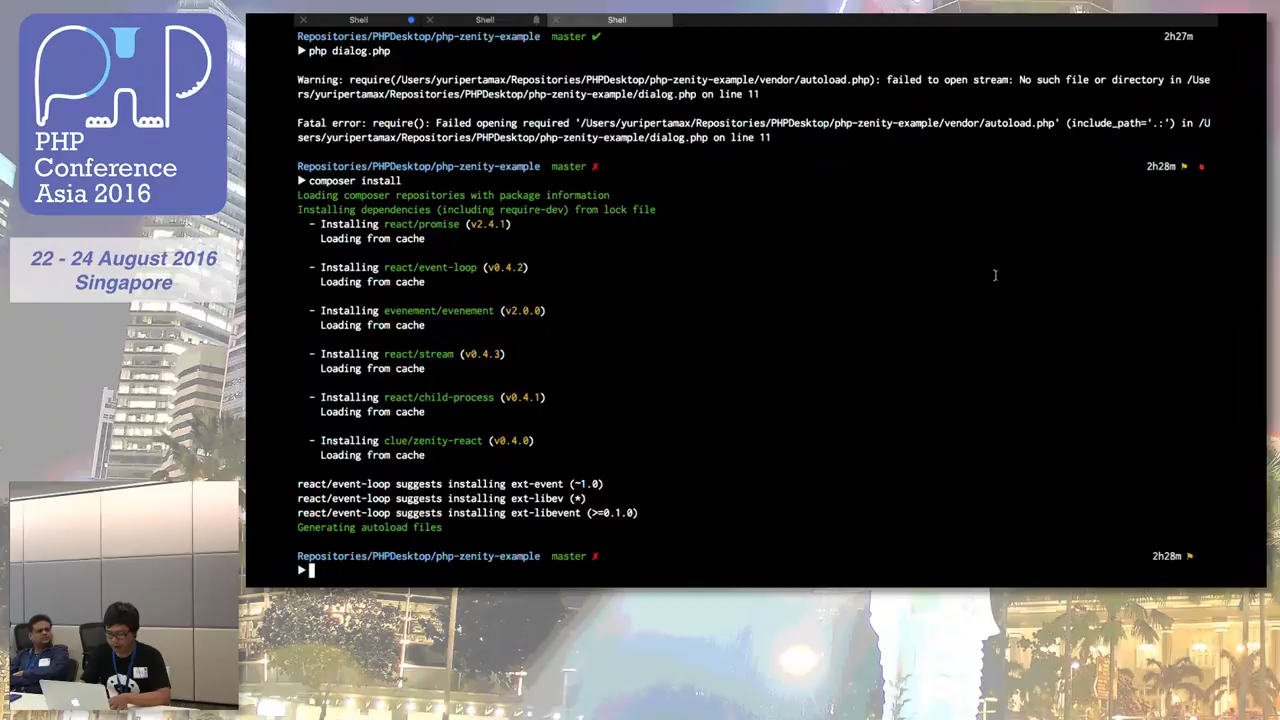 PHP
Conference
Asia 2016
22 - 24 August 2016
Singapore
Shell
Shell
Shell
Repositories/PHPDesktop/php-zenity-example master ✔ 2h27m
▶ php dialog.php
Warning: require(/Users/yuripertamax/Repositories/PHPDesktop/php-zenity-example/vendor/autoload.php): failed to open stream: No such file or directory in /Use
rs/yuripertamax/Repositories/PHPDesktop/php-zenity-example/dialog.php on line 11
Fatal error: require(): Failed opening required '/Users/yuripertamax/Repositories/PHPDesktop/php-zenity-example/vendor/autoload.php' (include_path='.:') in /U
sers/yuripertamax/Repositories/PHPDesktop/php-zenity-example/dialog.php on line 11
Repositories/PHPDesktop/php-zenity-example master ✘ 2h28m
▶ composer install
Loading composer repositories with package information
Installing dependencies (including require-dev) from lock file
- Installing react/promise (v2.4.1)
Loading from cache
- Installing react/event-loop (v0.4.2)
Loading from cache
- Installing evenement/evenement (v2.0.0)
Loading from cache
- Installing react/stream (v0.4.3)
Loading from cache
- Installing react/child-process (v0.4.1)
Loading from cache
- Installing clue/zenity-react (v0.4.0)
Loading from cache
react/event-loop suggests installing ext-event (~1.0)
react/event-loop suggests installing ext-libev (*)
react/event-loop suggests installing ext-libevent (>=0.1.0)
Generating autoload files
Repositories/PHPDesktop/php-zenity-example master ✘ 2h28m
▶